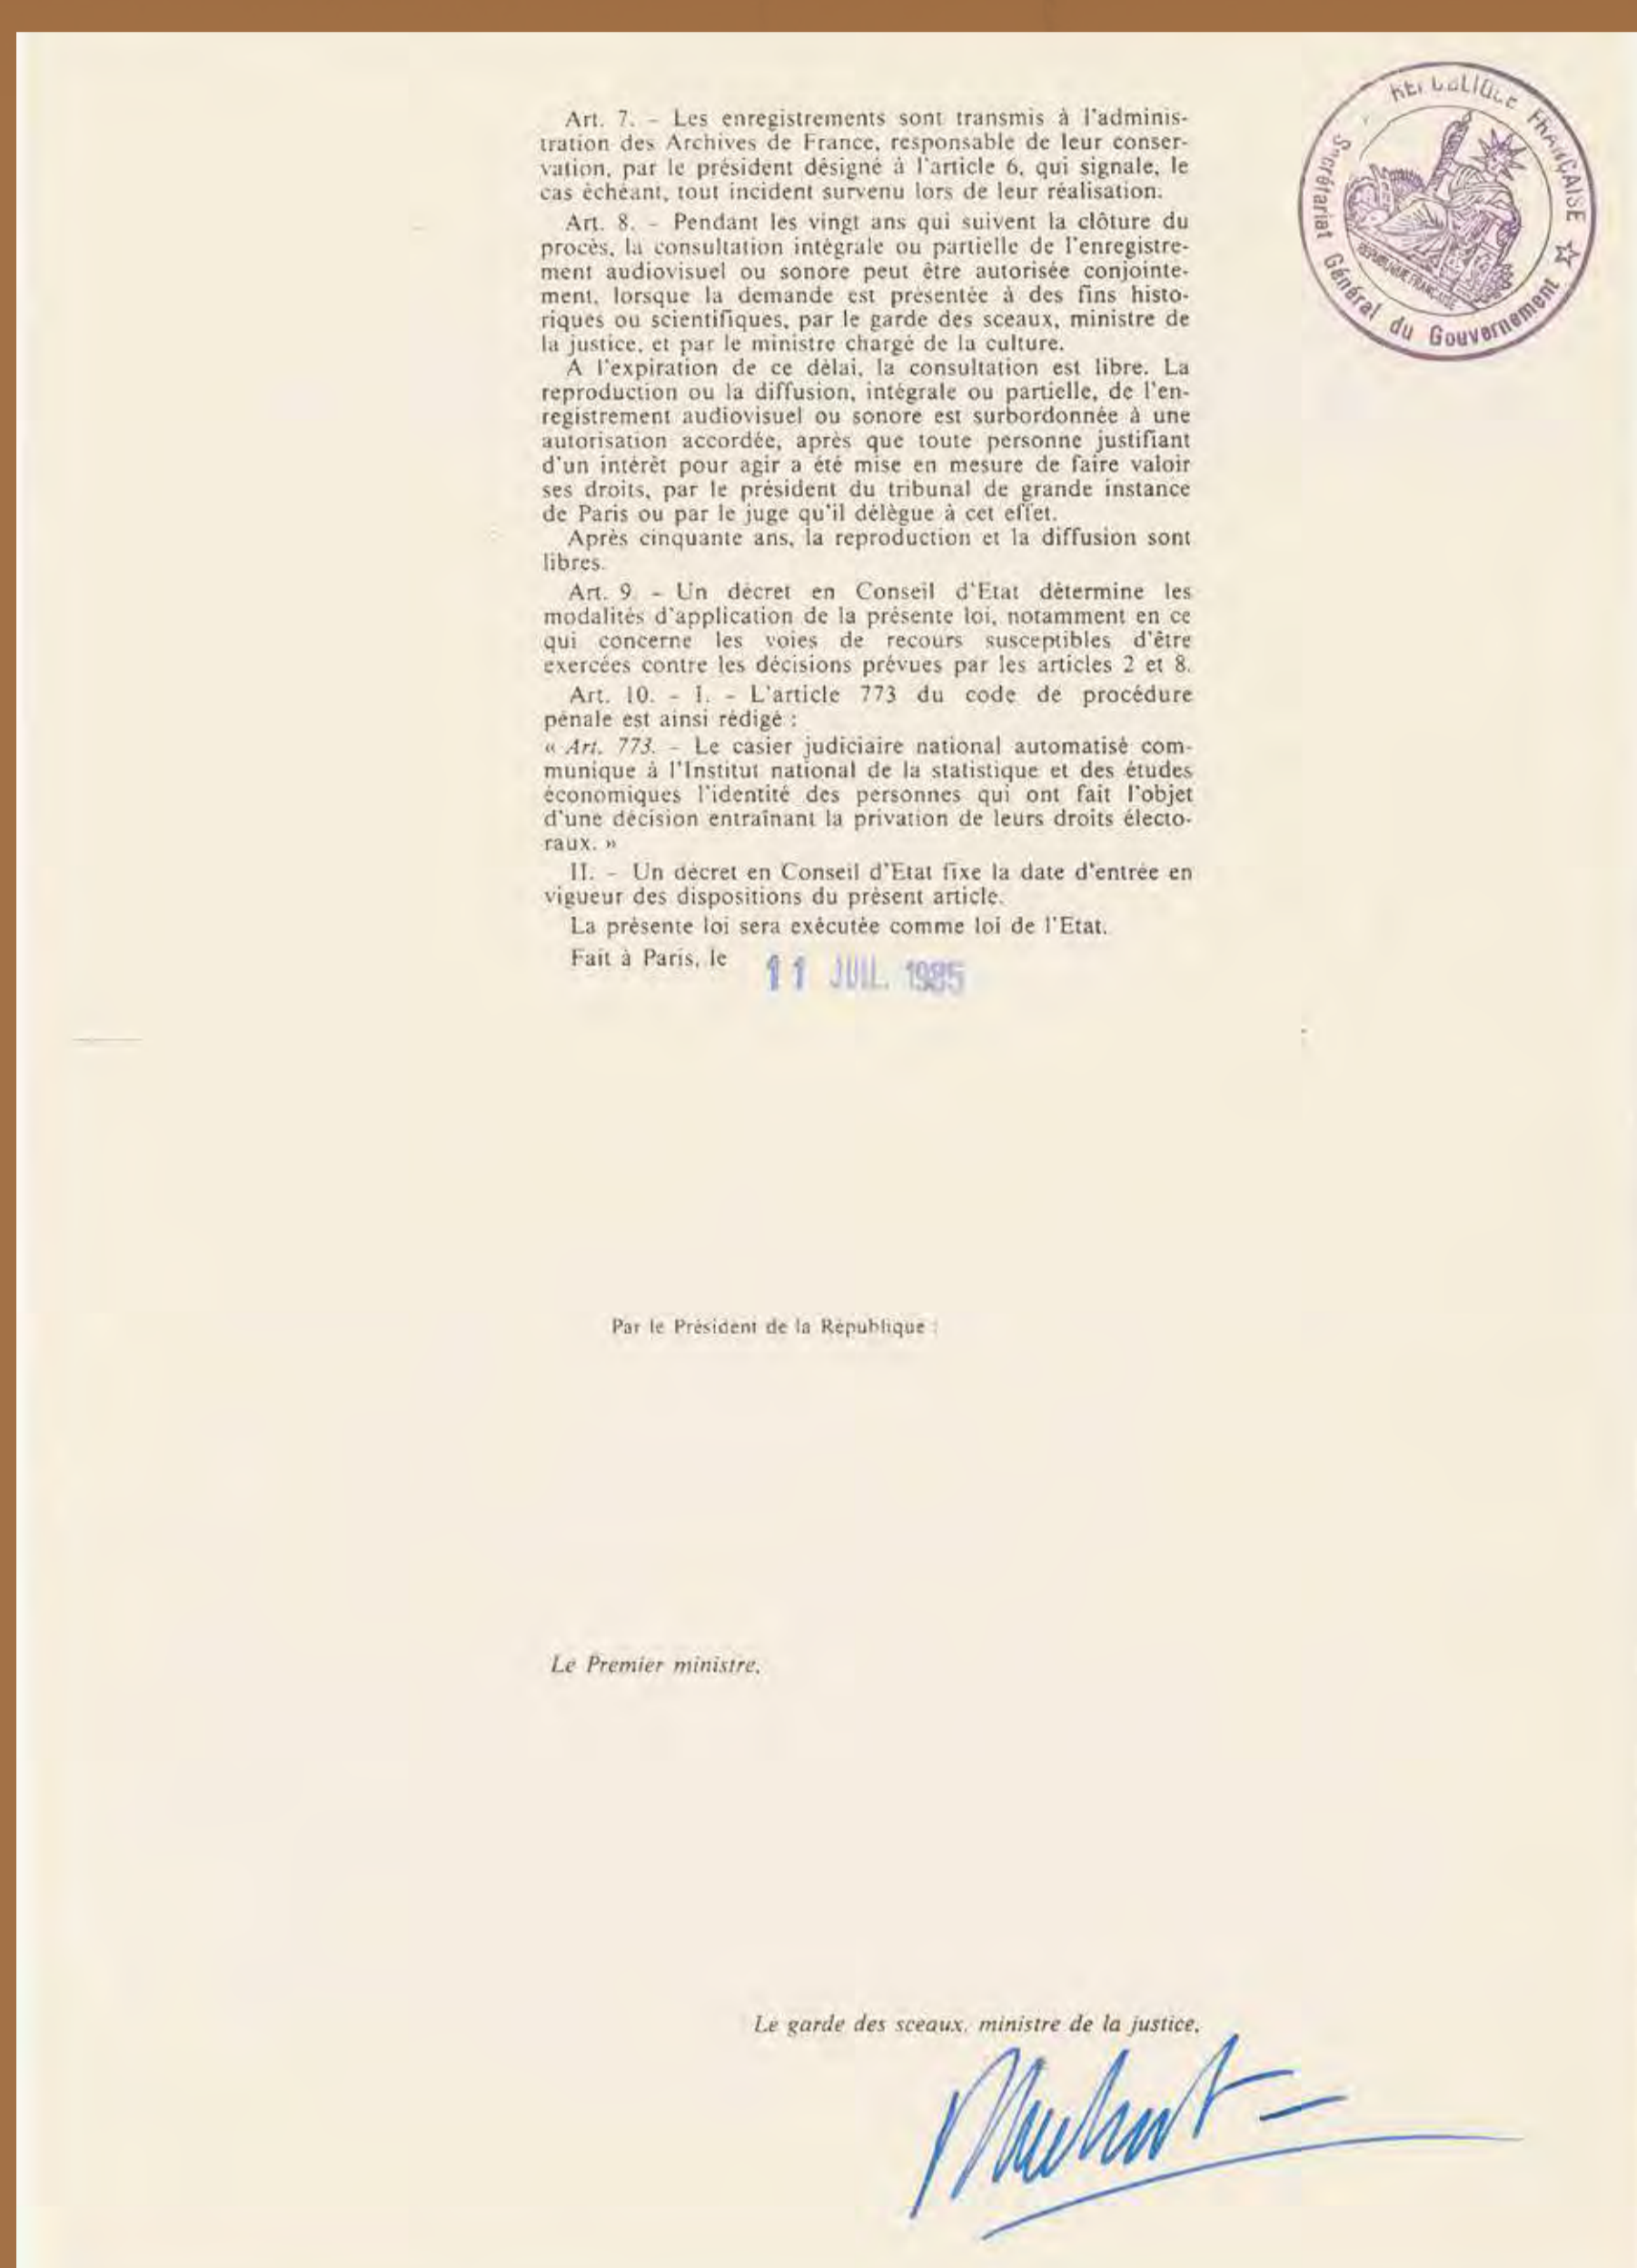 Art. 7. – Les enregistrements sont transmis à l'adminis-
tration des Archives de France, responsable de leur conser-
vation, par le président désigné à l'article 6, qui signale, le
cas échéant, tout incident survenu lors de leur réalisation.
Art. 8. – Pendant les vingt ans qui suivent la clôture du
procès, la consultation intégrale ou partielle de l'enregistre-
ment audiovisuel ou sonore peut être autorisée conjointe-
ment, lorsque la demande est présentée à des fins histo-
riques ou scientifiques, par le garde des sceaux, ministre de
la justice, et par le ministre chargé de la culture.
A l'expiration de ce délai, la consultation est libre. La
reproduction ou la diffusion, intégrale ou partielle, de l'en-
registrement audiovisuel ou sonore est surbordonnée à une
autorisation accordée, après que toute personne justifiant
d'un intérêt pour agir a été mise en mesure de faire valoir
ses droits, par le président du tribunal de grande instance
de Paris ou par le juge qu'il délègue à cet effet.
Après cinquante ans, la reproduction et la diffusion sont
libres.
Art. 9. – Un décret en Conseil d'Etat détermine les
modalités d'application de la présente loi, notamment en ce
qui concerne les voies de recours susceptibles d'être
exercées contre les décisions prévues par les articles 2 et 8.
Art. 10. – I. – L'article 773 du code de procédure
pénale est ainsi rédigé :
« Art. 773. – Le casier judiciaire national automatisé com-
munique à l'Institut national de la statistique et des études
économiques l'identité des personnes qui ont fait l'objet
d'une décision entraînant la privation de leurs droits électo-
raux. »
II. – Un décret en Conseil d'Etat fixe la date d'entrée en
vigueur des dispositions du présent article.
La présente loi sera exécutée comme loi de l'Etat.
Fait à Paris, le 11 JUIL. 1985
RÉPUBLIQUE FRANÇAISE
Secrétariat Général du Gouvernement
RÉPUBLIQUE FRANÇAISE
Par le Président de la République :
Le Premier ministre,
Le garde des sceaux, ministre de la justice,